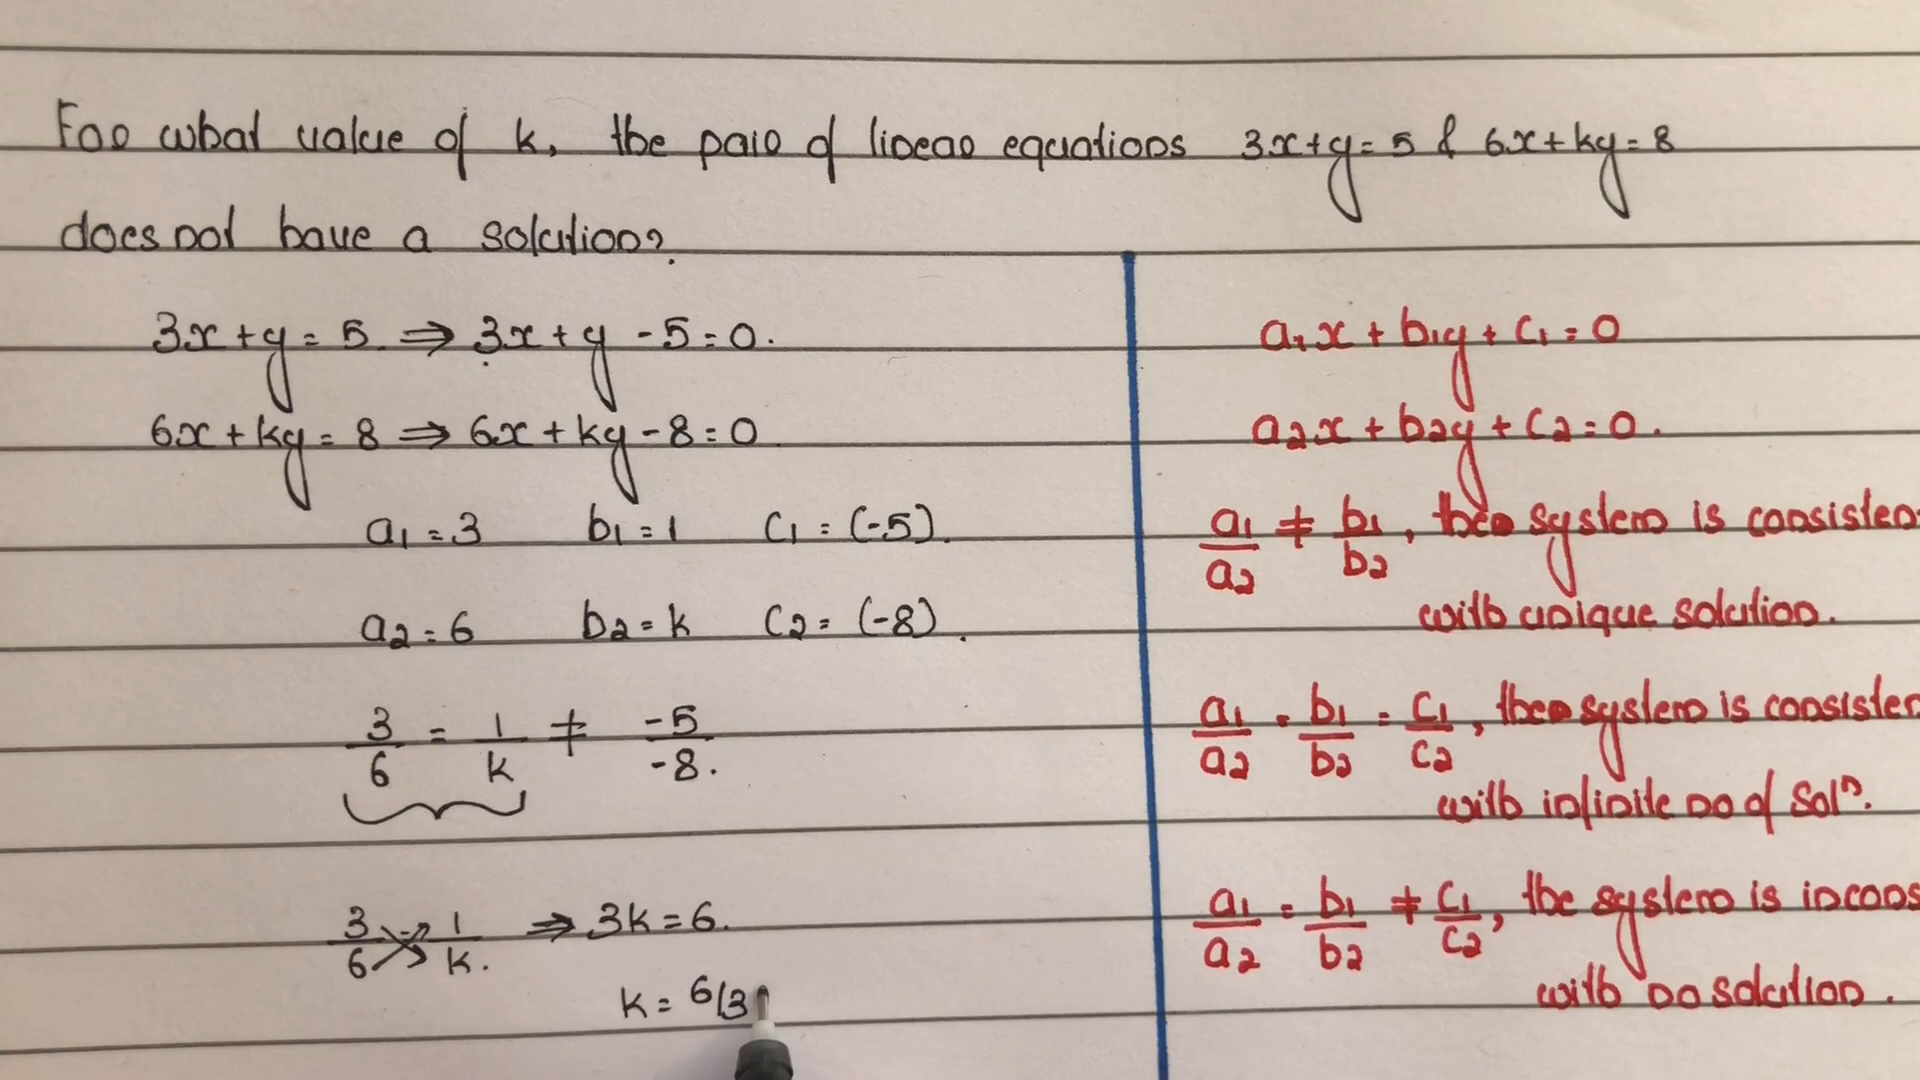 For what value of k, the pair of linear equations 3x+y=5 & 6x+ky=8
does not have a solution?
3x+y=5 ⇒ 3x+y-5=0.
6x+ky=8 ⇒ 6x+ky-8=0
a1=3 b1=1 c1=(-5).
a2=6 b2=k c2=(-8).
3/6 = 1/k ≠ -5/-8.
3/6 1/k. ⇒ 3k=6.
k=6/3
a1x+b1y+c1=0
a2x+b2y+c2=0.
a1/a2 ≠ b1/b2, then system is consisten
with unique solution.
a1/a2 = b1/b2 = c1/c2, then system is consisten
with infinite no of Soln.
a1/a2 = b1/b2 ≠ c1/c2, the system is incons
with no solution.